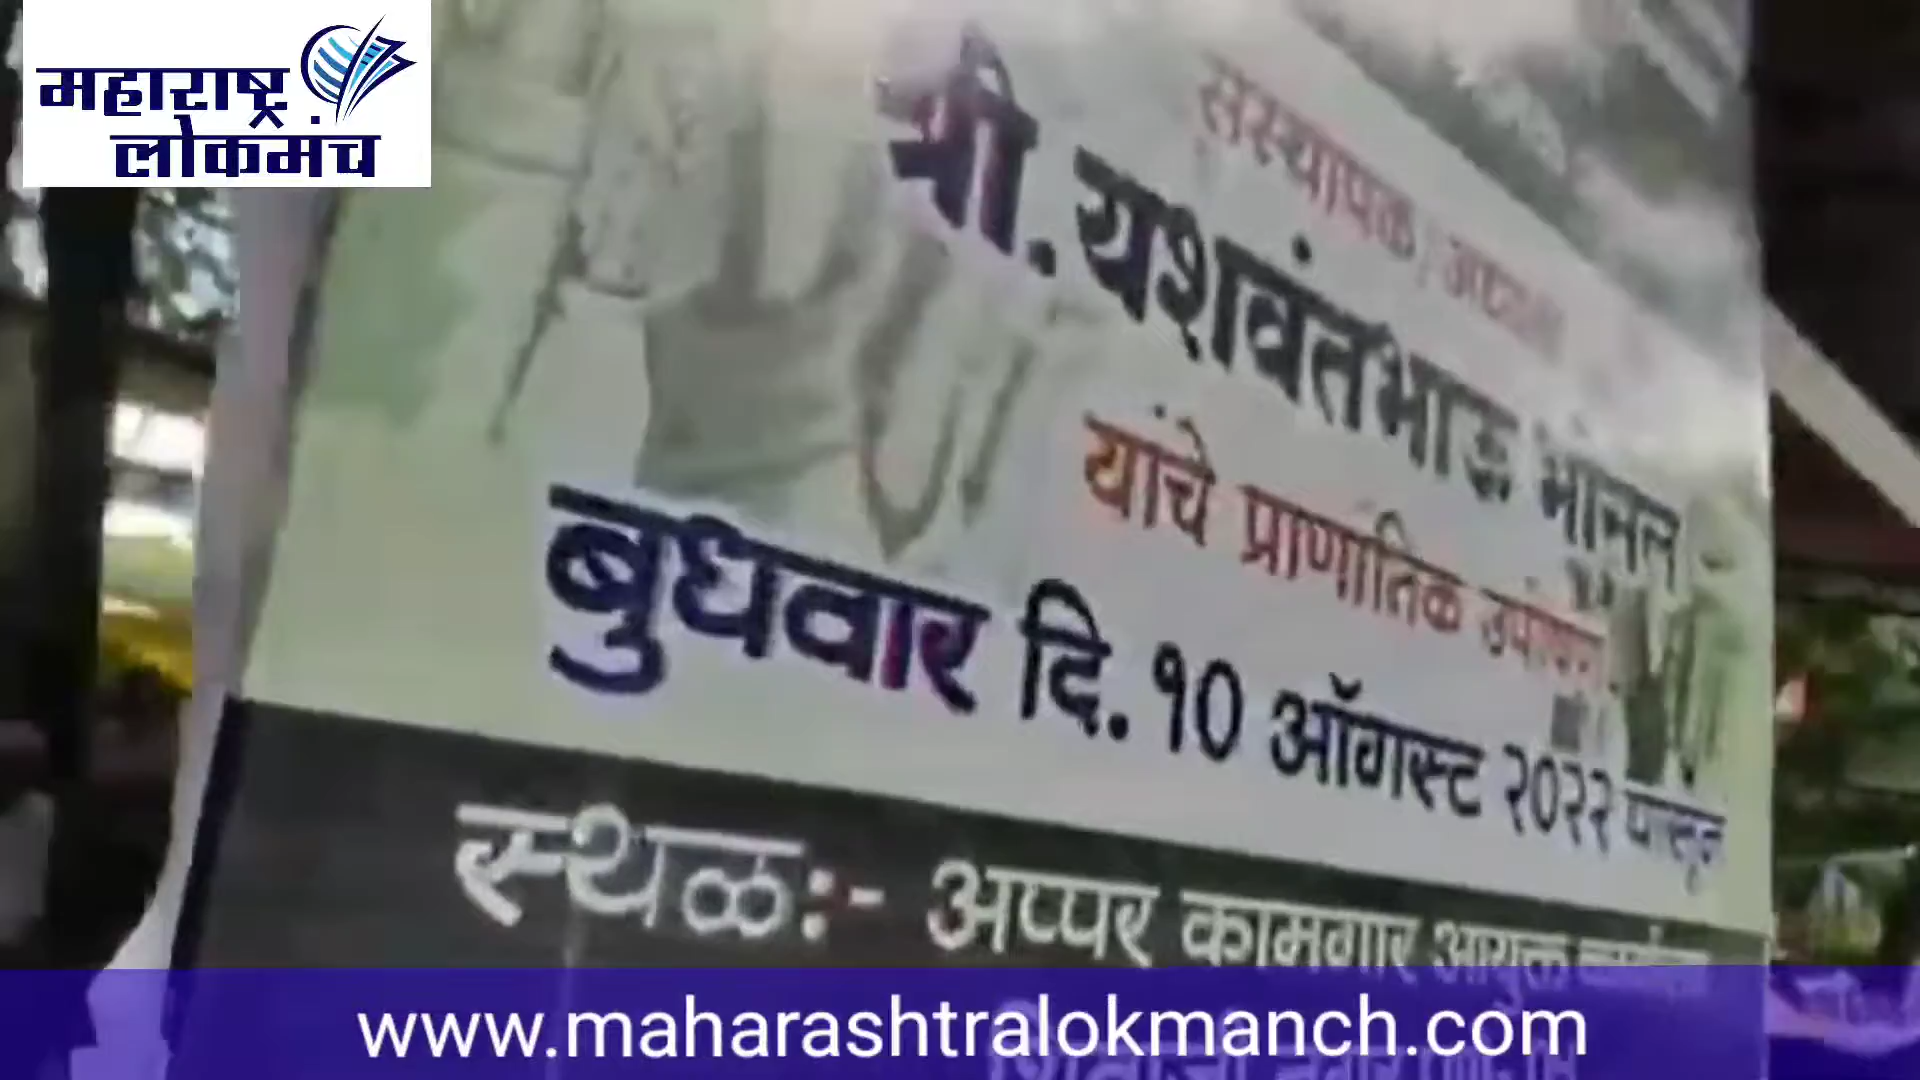 महाराष्ट्र
लोकमंच
संस्थापक / अध्यक्ष
श्री. यशवंतभाऊ भोसले
यांचे प्राणांतिक उपोषण
बुधवार दि. १० ऑगस्ट २०२२ पासून
स्थळ:- अप्पर कामगार आयुक्त कार्यालय
शिवाजी नगर
www.maharashtralokmanch.com